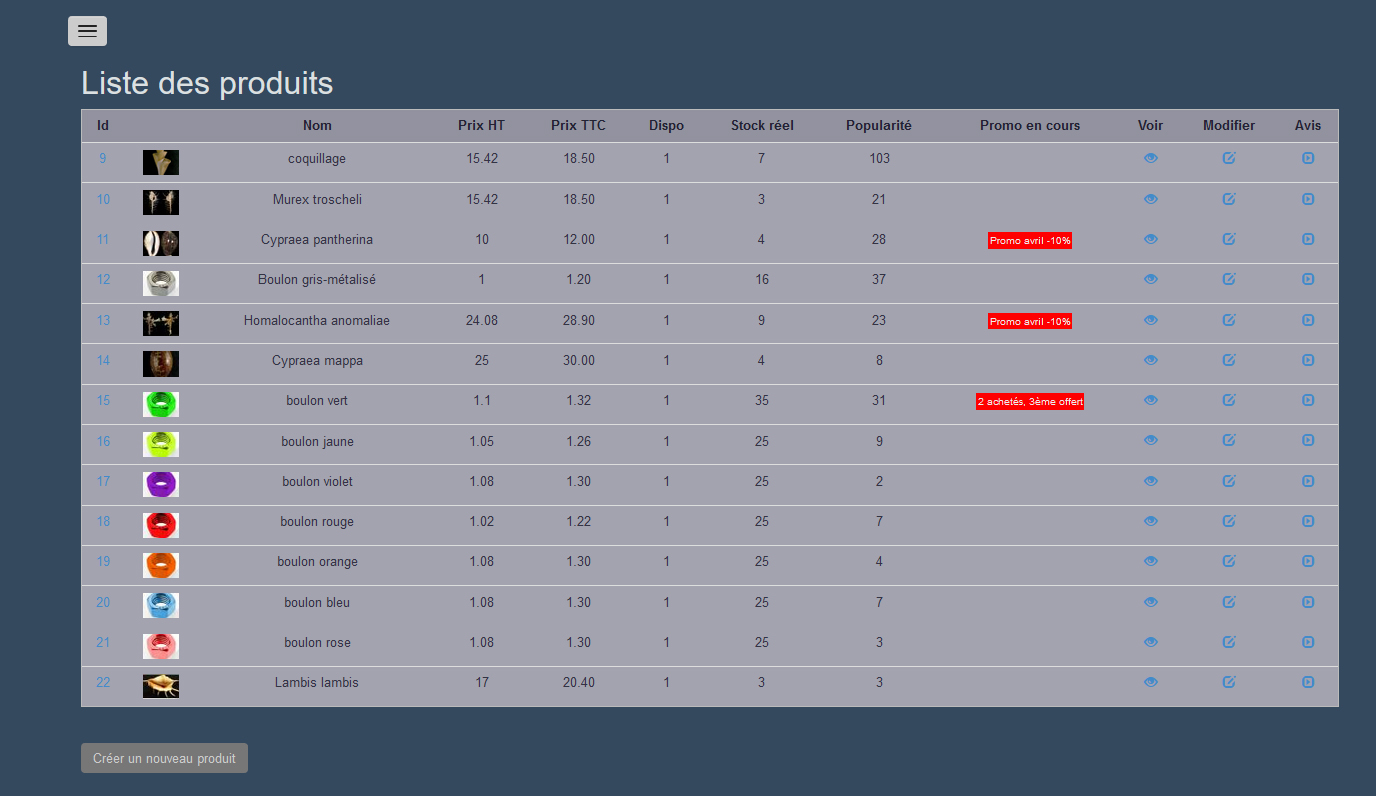 Liste des produits
Id Nom Prix HT Prix TTC Dispo Stock réel Popularité Promo en cours Voir Modifier Avis
9 coquillage 15.42 18.50 1 7 103
10 Murex troscheli 15.42 18.50 1 3 21
11 Cypraea pantherina 10 12.00 1 4 28 Promo avril -10%
12 Boulon gris-métalisé 1 1.20 1 16 37
13 Homalocantha anomaliae 24.08 28.90 1 9 23 Promo avril -10%
14 Cypraea mappa 25 30.00 1 4 8
15 boulon vert 1.1 1.32 1 35 31 2 achetés, 3ème offert
16 boulon jaune 1.05 1.26 1 25 9
17 boulon violet 1.08 1.30 1 25 2
18 boulon rouge 1.02 1.22 1 25 7
19 boulon orange 1.08 1.30 1 25 4
20 boulon bleu 1.08 1.30 1 25 7
21 boulon rose 1.08 1.30 1 25 3
22 Lambis lambis 17 20.40 1 3 3
Créer un nouveau produit